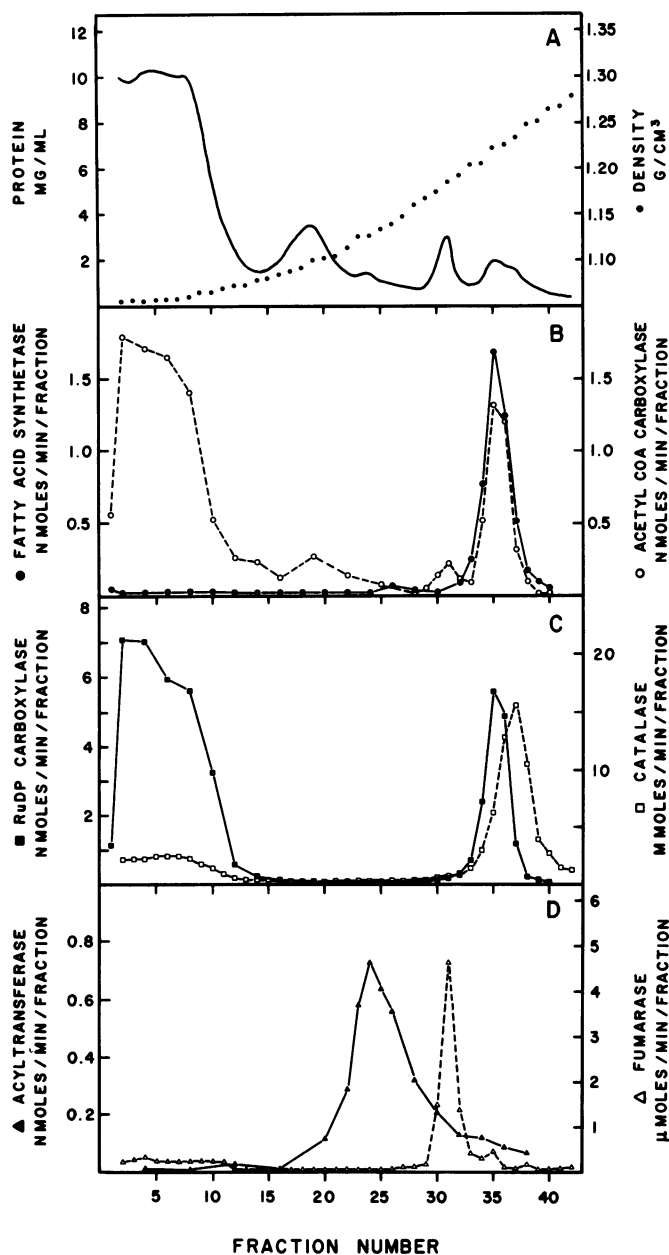 A
12
10
8
6
4
2
PROTEIN
MG/ML
1.35
1.30
1.25
1.20
1.15
1.10
● DENSITY
G/CM³
B
1.5
1.0
0.5
● FATTY ACID SYNTHETASE
N MOLES/MIN/FRACTION
1.5
1.0
0.5
○ ACETYL COA CARBOXYLASE
N MOLES/MIN/FRACTION
C
8
6
4
2
■ RuDP CARBOXYLASE
N MOLES/MIN/FRACTION
20
10
□ CATALASE
M MOLES/MIN/FRACTION
D
0.8
0.6
0.4
0.2
▲ ACYLTRANSFERASE
NMOLES/MIN/FRACTION
6
5
4
3
2
1
△ FUMARASE
μMOLES/MIN/FRACTION
5 10 15 20 25 30 35 40
FRACTION NUMBER